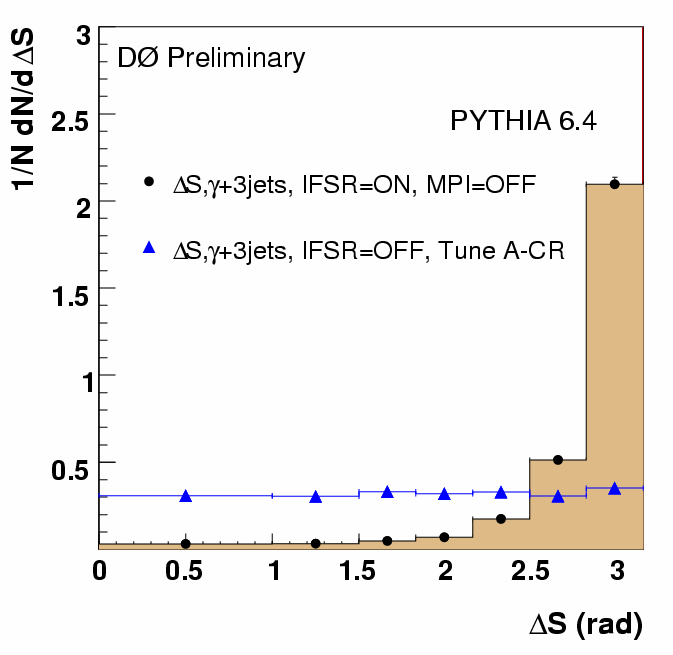 1/N dN/d ΔS
3
2.5
2
1.5
1
0.5
DØ Preliminary
PYTHIA 6.4
ΔS,γ+3jets, IFSR=ON, MPI=OFF
ΔS,γ+3jets, IFSR=OFF, Tune A-CR
0 0.5 1 1.5 2 2.5 3
ΔS (rad)